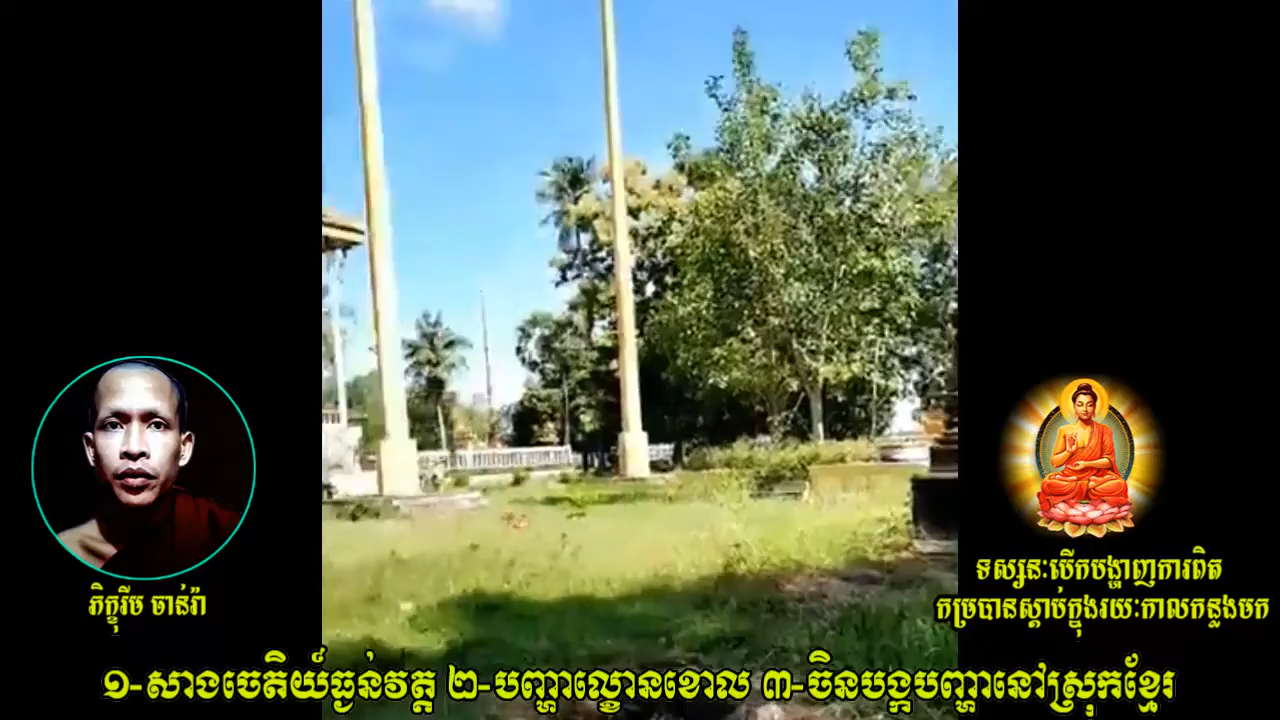 ភិក្ខុរីម ចាន់រ៉ា
ទស្សនៈបើកបង្ហាញការពិត
កម្របានស្តាប់ក្នុងរយៈកាលកន្លងមក
១-សាងចេតិយ៍ធ្ងន់វត្ត ២-បញ្ហាល្ខោនខោល ៣-ចិនបង្កបញ្ហានៅស្រុកខ្មែរ